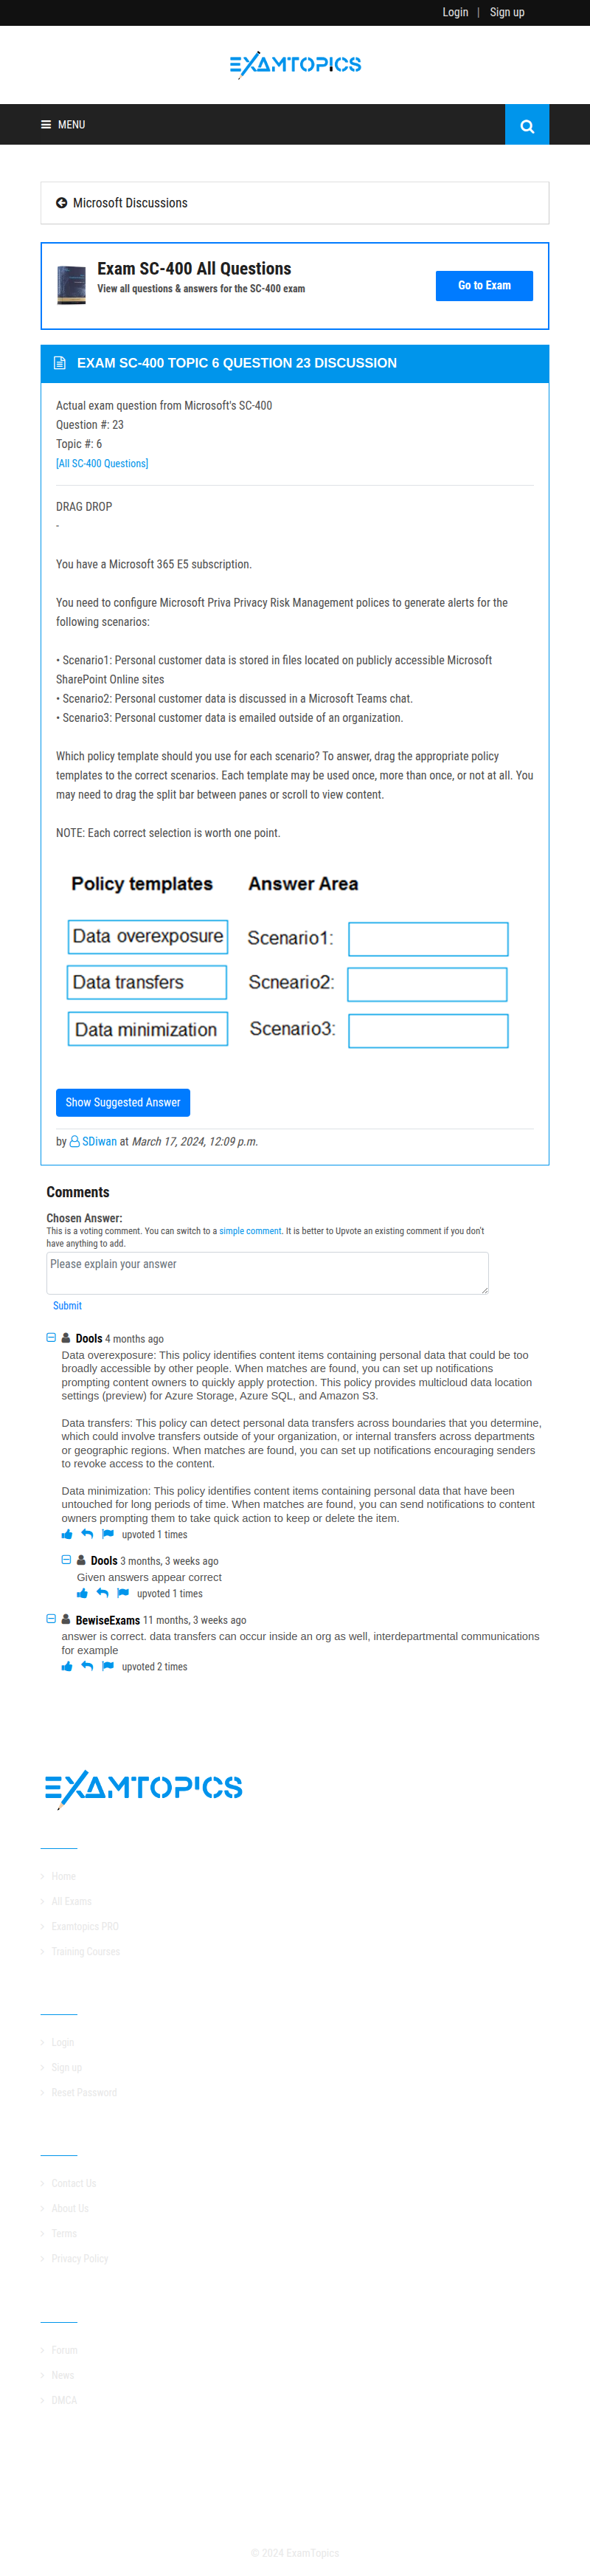 Login | Sign up
EXAMTOPICS
MENU
Microsoft Discussions
Exam SC-400 All Questions
View all questions & answers for the SC-400 exam
Go to Exam
EXAM SC-400 TOPIC 6 QUESTION 23 DISCUSSION
Actual exam question from Microsoft's SC-400
Question #: 23
Topic #: 6
[All SC-400 Questions]
DRAG DROP
-
You have a Microsoft 365 E5 subscription.
You need to configure Microsoft Priva Privacy Risk Management polices to generate alerts for the
following scenarios:
• Scenario1: Personal customer data is stored in files located on publicly accessible Microsoft
SharePoint Online sites
• Scenario2: Personal customer data is discussed in a Microsoft Teams chat.
• Scenario3: Personal customer data is emailed outside of an organization.
Which policy template should you use for each scenario? To answer, drag the appropriate policy
templates to the correct scenarios. Each template may be used once, more than once, or not at all. You
may need to drag the split bar between panes or scroll to view content.
NOTE: Each correct selection is worth one point.
Policy templates Answer Area
Data overexposure Scenario1:
Data transfers Scneario2:
Data minimization Scenario3:
Show Suggested Answer
by SDiwan at March 17, 2024, 12:09 p.m.
Comments
Chosen Answer:
This is a voting comment. You can switch to a simple comment. It is better to Upvote an existing comment if you don't
have anything to add.
Please explain your answer
Submit
Dools 4 months ago
Data overexposure: This policy identifies content items containing personal data that could be too
broadly accessible by other people. When matches are found, you can set up notifications
prompting content owners to quickly apply protection. This policy provides multicloud data location
settings (preview) for Azure Storage, Azure SQL, and Amazon S3.
Data transfers: This policy can detect personal data transfers across boundaries that you determine,
which could involve transfers outside of your organization, or internal transfers across departments
or geographic regions. When matches are found, you can set up notifications encouraging senders
to revoke access to the content.
Data minimization: This policy identifies content items containing personal data that have been
untouched for long periods of time. When matches are found, you can send notifications to content
owners prompting them to take quick action to keep or delete the item.
upvoted 1 times
Dools 3 months, 3 weeks ago
Given answers appear correct
upvoted 1 times
BewiseExams 11 months, 3 weeks ago
answer is correct. data transfers can occur inside an org as well, interdepartmental communications
for example
upvoted 2 times
EXAMTOPICS
Home
All Exams
Examtopics PRO
Training Courses
Login
Sign up
Reset Password
Contact Us
About Us
Terms
Privacy Policy
Forum
News
DMCA
© 2024 ExamTopics